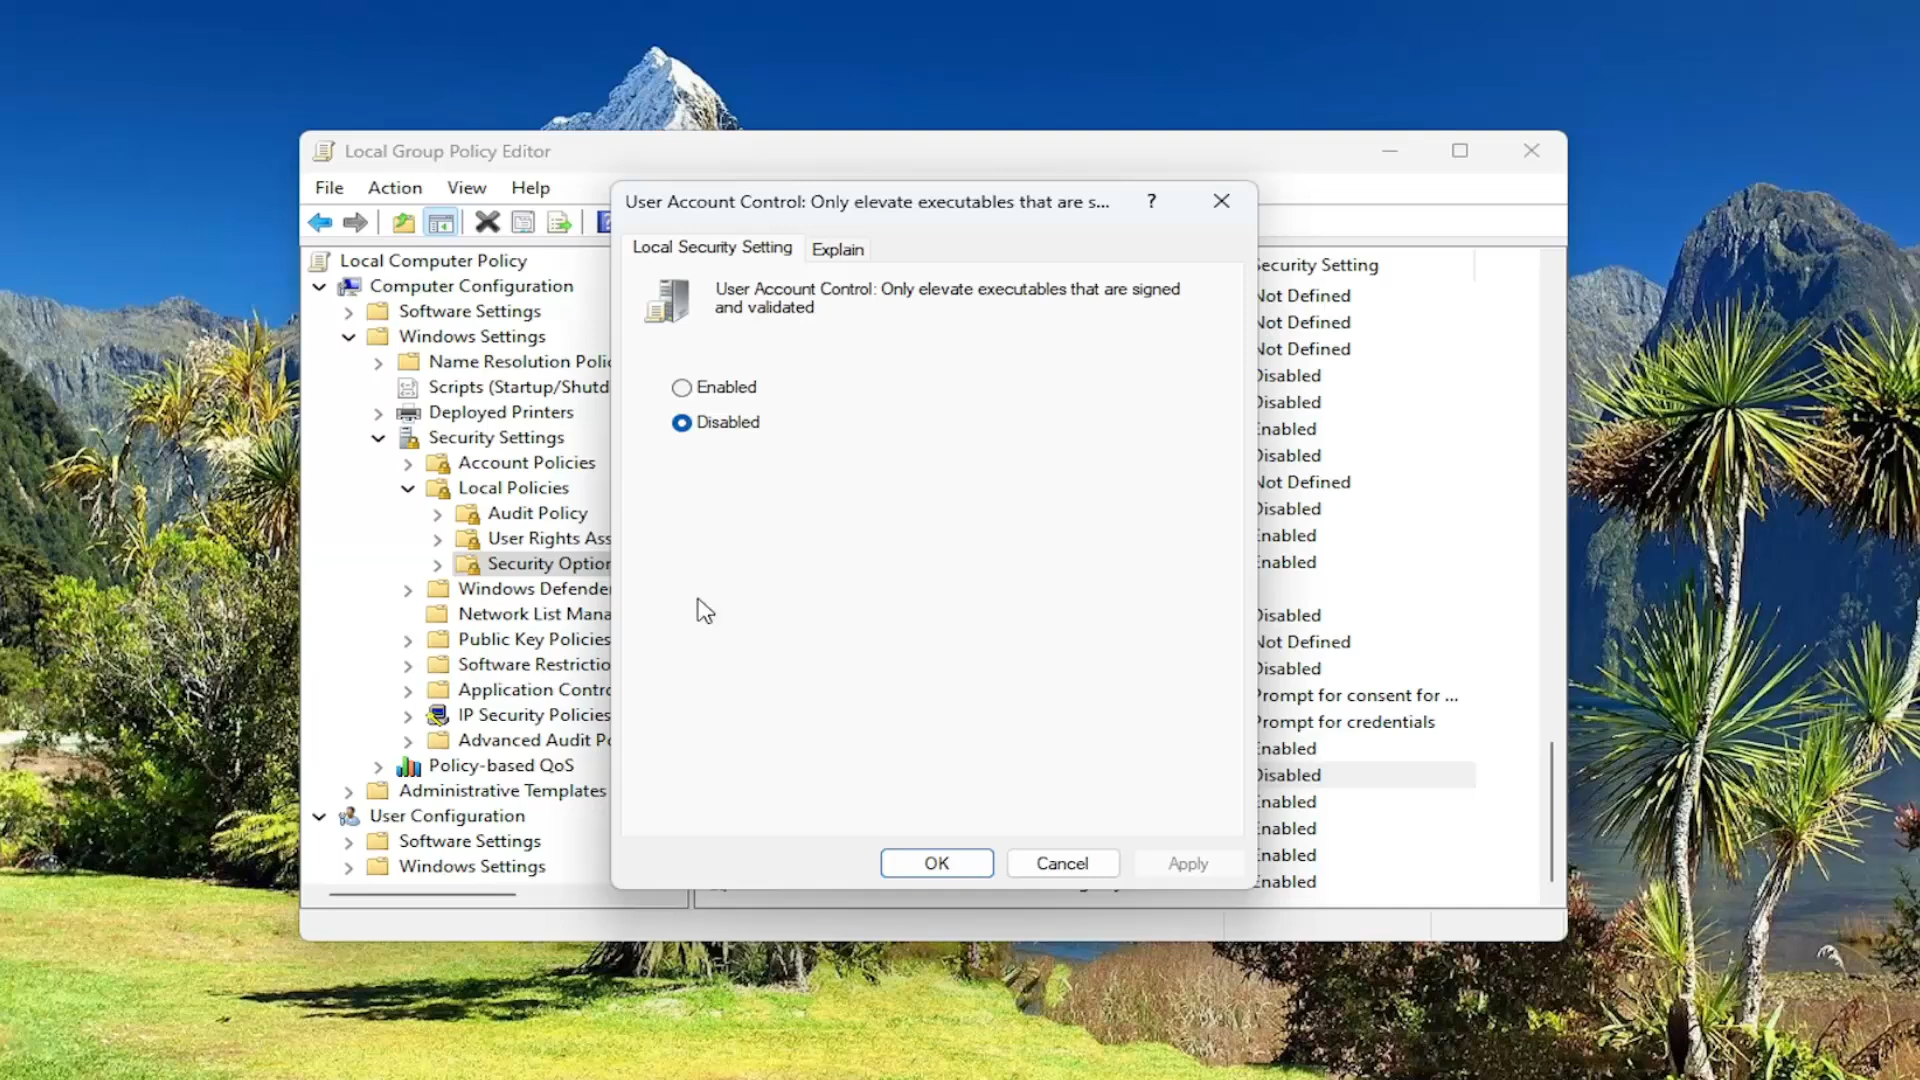 Local Group Policy Editor
File Action View Help
User Account Control: Only elevate executables that are s...
?
Local Security Setting
Explain
User Account Control: Only elevate executables that are signed
and validated
Enabled
Disabled
OK
Cancel
Apply
Local Computer Policy
Computer Configuration
Software Settings
Windows Settings
Name Resolution Polic
Scripts (Startup/Shutd
Deployed Printers
Security Settings
Account Policies
Local Policies
Audit Policy
User Rights Ass
Security Option
Windows Defende
Network List Mana
Public Key Policies
Software Restrictio
Application Contro
IP Security Policies
Advanced Audit Po
Policy-based QoS
Administrative Templates
User Configuration
Software Settings
Windows Settings
Security Setting
Not Defined
Not Defined
Not Defined
Disabled
Disabled
Enabled
Disabled
Not Defined
Disabled
Enabled
Enabled
Disabled
Not Defined
Disabled
Prompt for consent for ...
Prompt for credentials
Enabled
Disabled
Enabled
Enabled
Enabled
Enabled